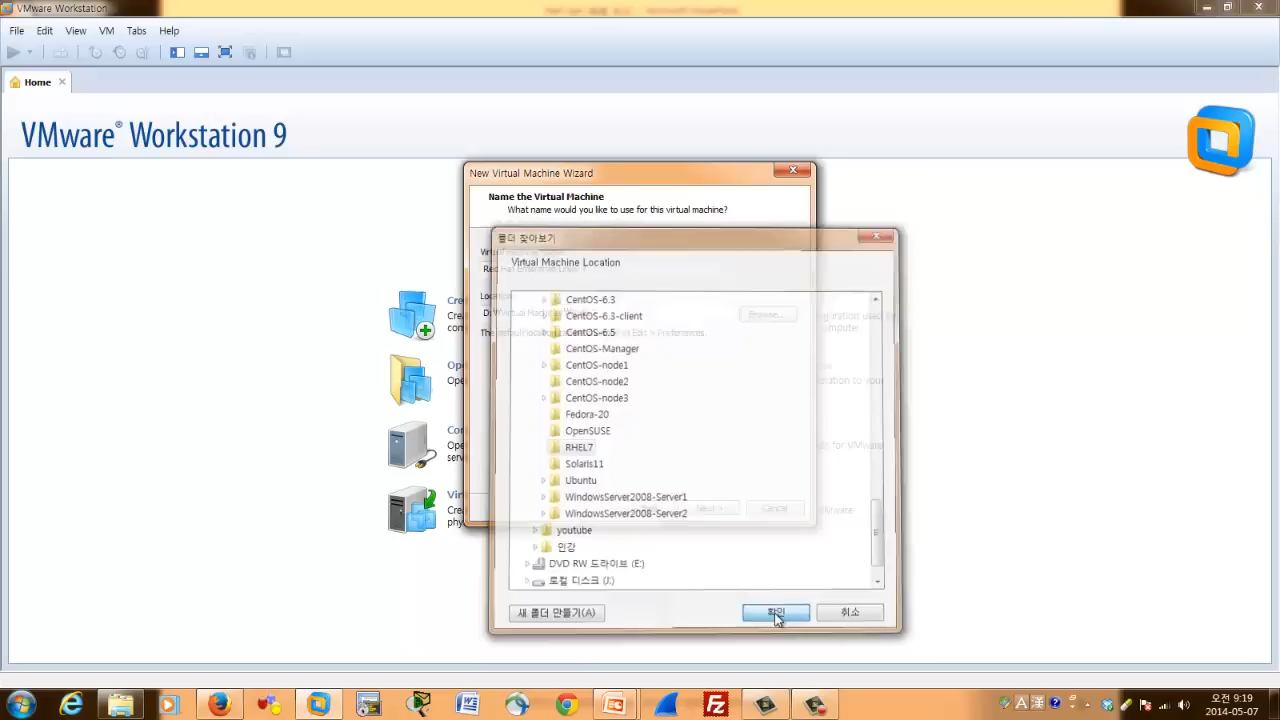 VMware Workstation
File Edit View VM Tabs Help
Home
VMware® Workstation 9
New Virtual Machine Wizard
Name the Virtual Machine
What name would you like to use for this virtual machine?
폴더 찾아보기
Virtual Machine Location
Browse...
CentOS-6.3
CentOS-6.3-client
CentOS-6.5
CentOS-Manager
CentOS-node1
CentOS-node2
CentOS-node3
Fedora-20
OpenSUSE
RHEL7
Solaris11
Ubuntu
WindowsServer2008-Server1
WindowsServer2008-Server2
youtube
민강
DVD RW 드라이브 (E:)
로컬 디스크 (J:)
Next >
Cancel
새 폴더 만들기(A)
확인
취소
오전 9:19
2014-05-07